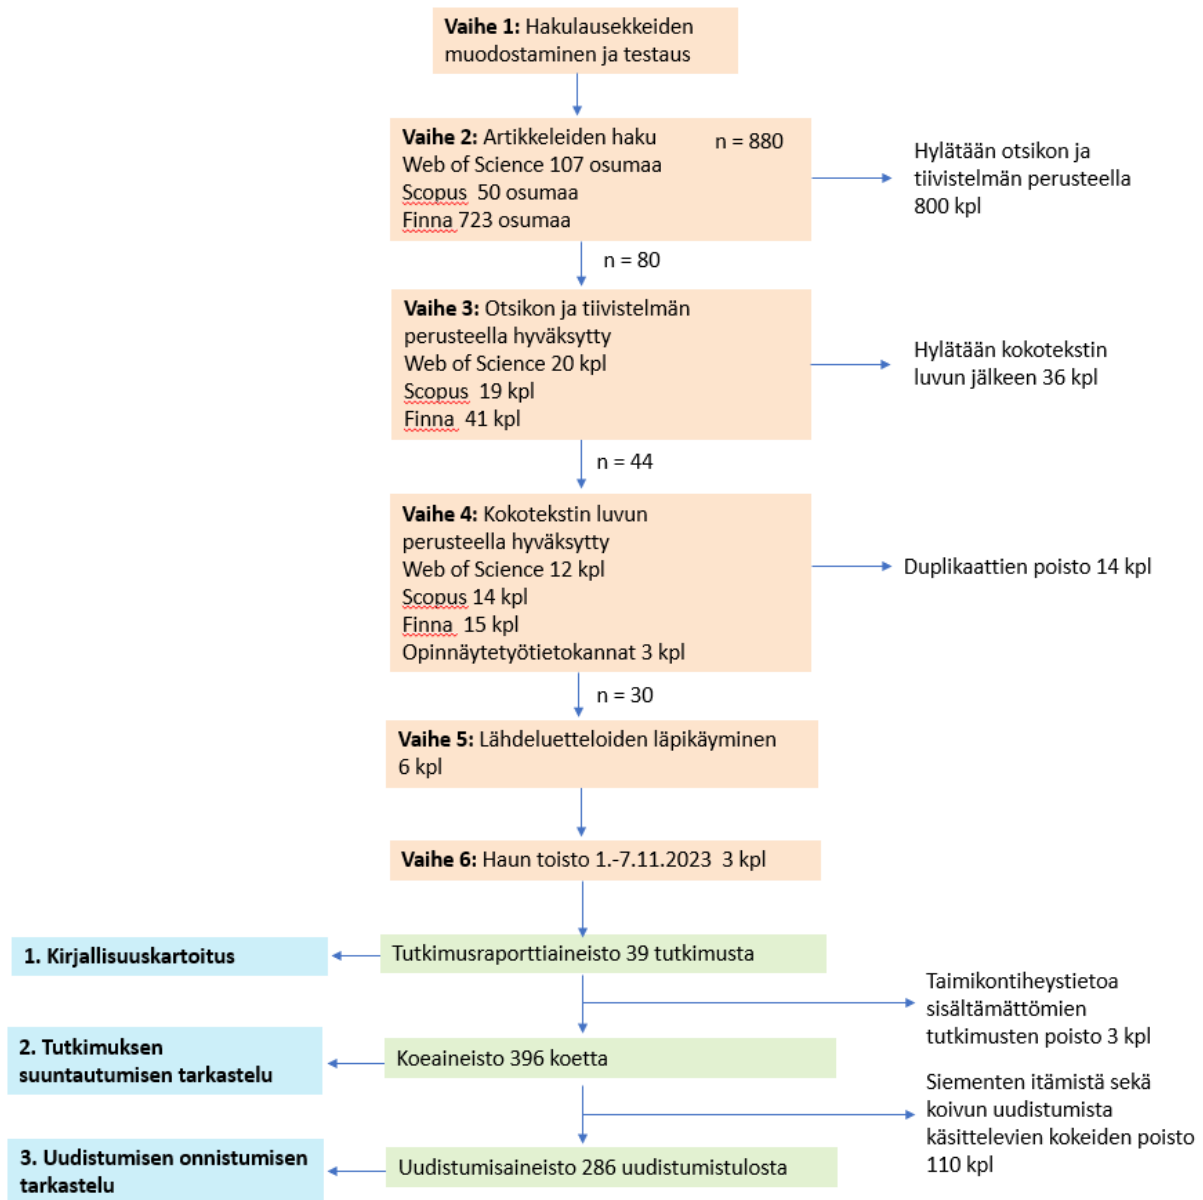 Vaihe 1: Hakulausekkeiden
muodostaminen ja testaus
Vaihe 2: Artikkeleiden haku
n = 880
Web of Science 107 osumaa
Scopus 50 osumaa
Finna 723 osumaa
Hylätään otsikon ja
tiivistelmän perusteella
800 kpl
n = 80
Vaihe 3: Otsikon ja tiivistelmän
perusteella hyväksytty
Web of Science 20 kpl
Scopus 19 kpl
Finna 41 kpl
Hylätään kokotekstin
luvun jälkeen 36 kpl
n = 44
Vaihe 4: Kokotekstin luvun
perusteella hyväksytty
Web of Science 12 kpl
Scopus 14 kpl
Finna 15 kpl
Opinnäytetyötietokannat 3 kpl
Duplikaattien poisto 14 kpl
n = 30
Vaihe 5: Lähdeluetteloiden läpikäyminen
6 kpl
Vaihe 6: Haun toisto 1.-7.11.2023 3 kpl
1. Kirjallisuuskartoitus
Tutkimusraporttiaineisto 39 tutkimusta
Taimikontiheystietoa
sisältämättömien
tutkimusten poisto 3 kpl
2. Tutkimuksen
suuntautumisen tarkastelu
Koeaineisto 396 koetta
Siementen itämistä sekä
koivun uudistumista
käsittelevien kokeiden poisto
110 kpl
3. Uudistumisen onnistumisen
tarkastelu
Uudistumisaineisto 286 uudistumistulosta